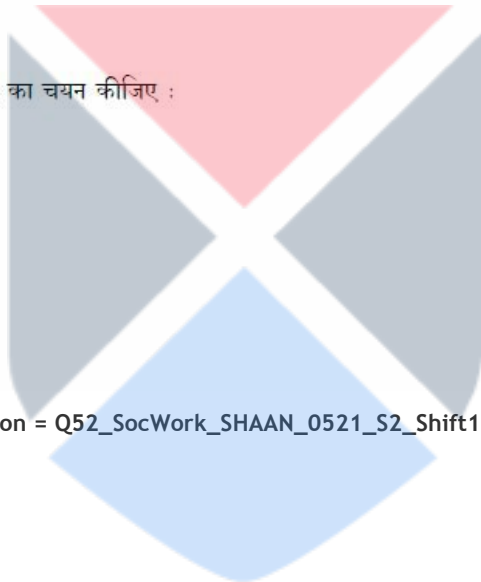 का चयन कीजिए :
on = Q52_SocWork_SHAAN_0521_S2_Shift1